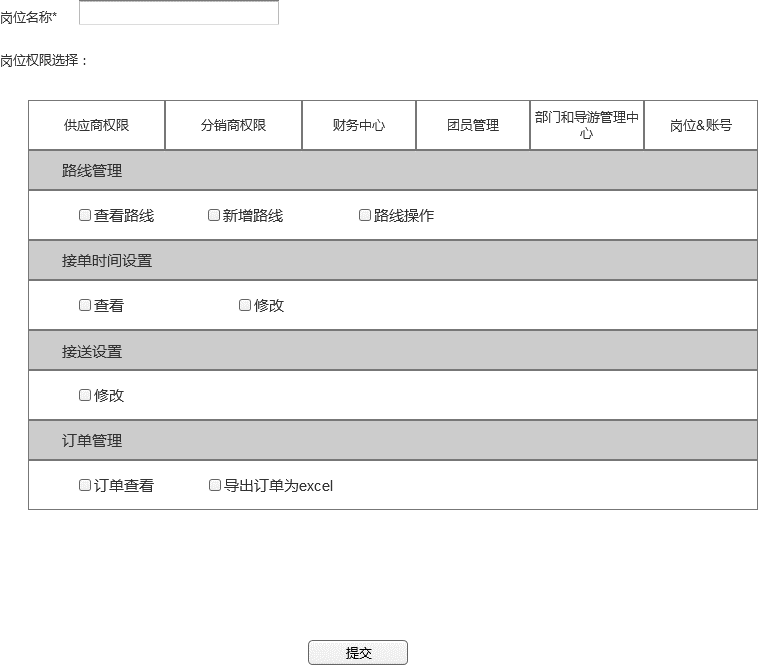 岗位名称*
岗位权限选择：
供应商权限 分销商权限 财务中心 团员管理 部门和导游管理中心 岗位&账号
路线管理
查看路线 新增路线 路线操作
接单时间设置
查看 修改
接送设置
修改
订单管理
订单查看 导出订单为excel
提交